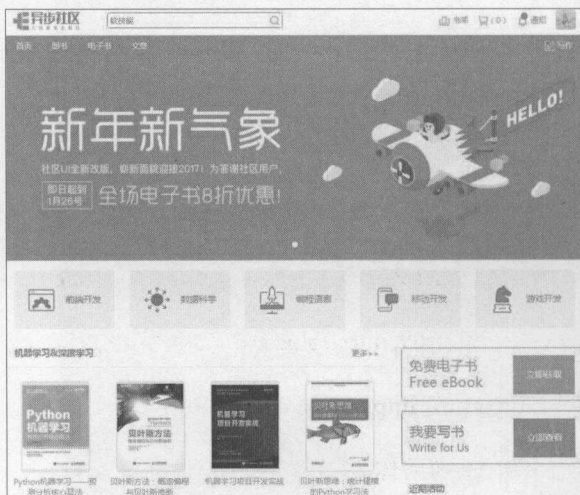 异步社区
软技能
书架
(0)
通知
首页 图书 电子书 文章
写作
HELLO!
新年新气象
社区UI全新改版，崭新面貌迎接2017！为答谢社区用户，
即日起到
1月26号
全场电子书8折优惠!
前端开发
数据科学
编程语言
移动开发
游戏开发
机器学习&深度学习
更多>>
Python
机器学习
贝叶斯方法
机器学习
项目开发实战
贝叶斯思维
免费电子书
Free eBook
立即获取
我要写书
Write for Us
立即查看
近期活动
Python机器学习——预
测分析核心算法
贝叶斯方法：概率编程
与贝叶斯推断
机器学习项目开发实战
贝叶斯思维：统计建模
的Python学习法